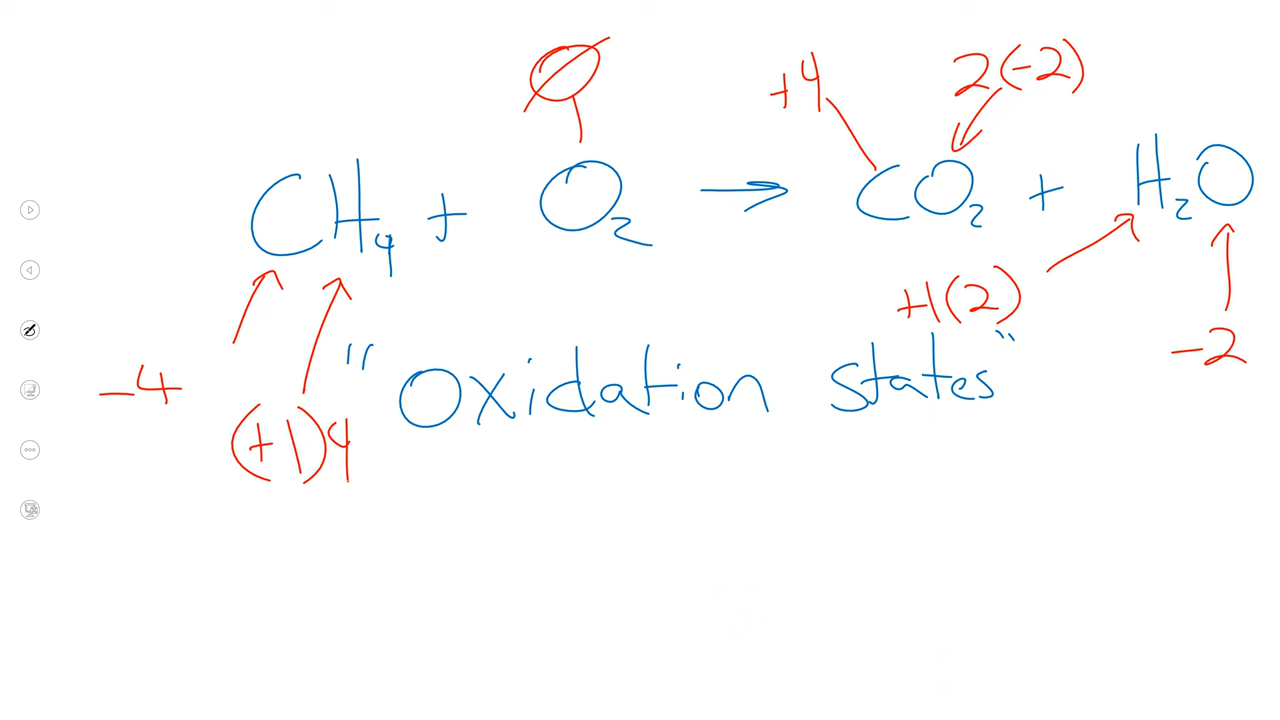 Ø +4 2(-2)
CH₄ + O₂ → CO₂ + H₂O
+1(2)
-4 "Oxidation states" -2
(+1)4